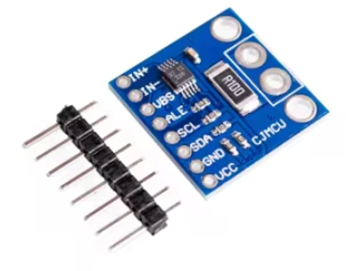 IN+
IN-
VBS
ALE
SCL
SDA
GND
VCC
R100
CJMCU